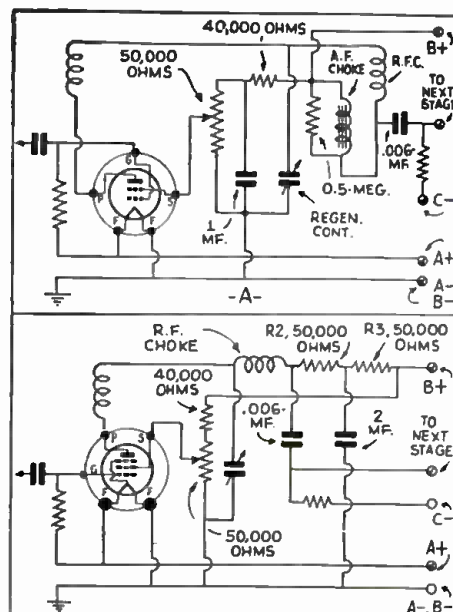 40,000 OHMS
B+
50,000
OHMS
A.F.
CHOKE
R.F.C.
TO
NEXT
STAGE
.006-
MF.
G
P
S
F
F
1
MF.
REGEN.
CONT.
0.5-MEG.
C-
A+
-A-
A-
B-
R.F.
CHOKE
R2, 50,000
OHMS
R3, 50,000
OHMS
B+
40,000
OHMS
.006-
MF.
2
MF.
TO
NEXT
STAGE
P
S
G
F
F
C-
50,000
OHMS
A+
A-, B-